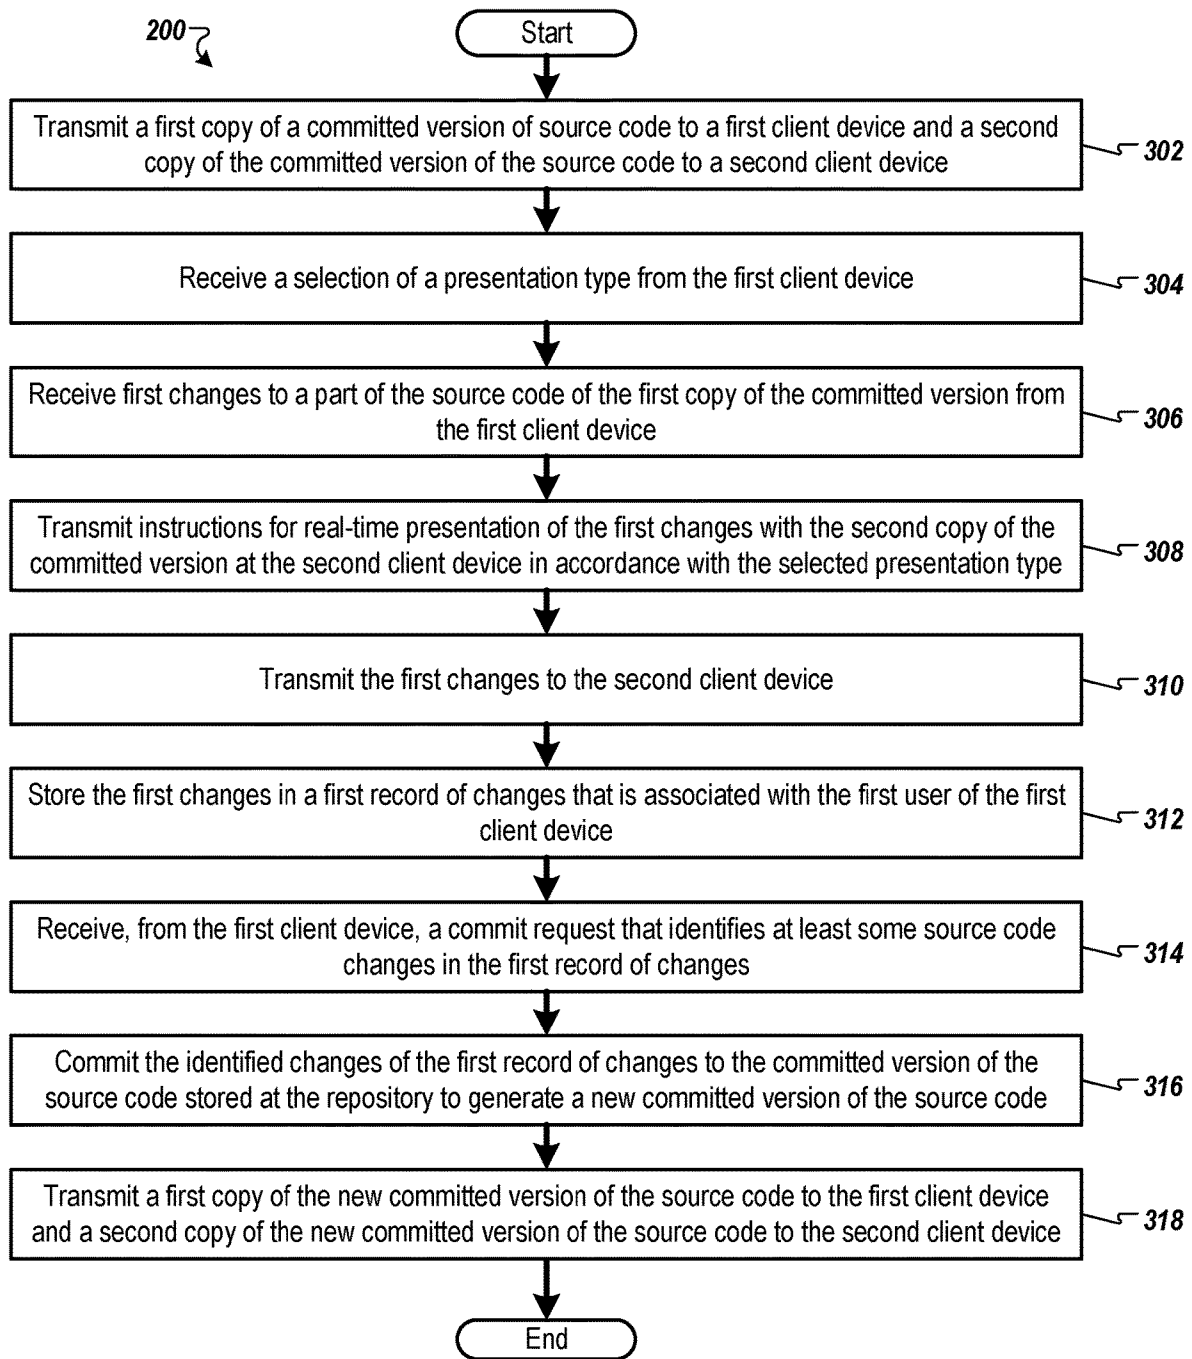 200
Start
Transmit a first copy of a committed version of source code to a first client device and a second
copy of the committed version of the source code to a second client device
302
Receive a selection of a presentation type from the first client device
304
Receive first changes to a part of the source code of the first copy of the committed version from
the first client device
306
Transmit instructions for real-time presentation of the first changes with the second copy of the
committed version at the second client device in accordance with the selected presentation type
308
Transmit the first changes to the second client device
310
Store the first changes in a first record of changes that is associated with the first user of the first
client device
312
Receive, from the first client device, a commit request that identifies at least some source code
changes in the first record of changes
314
Commit the identified changes of the first record of changes to the committed version of the
source code stored at the repository to generate a new committed version of the source code
316
Transmit a first copy of the new committed version of the source code to the first client device
and a second copy of the new committed version of the source code to the second client device
318
End